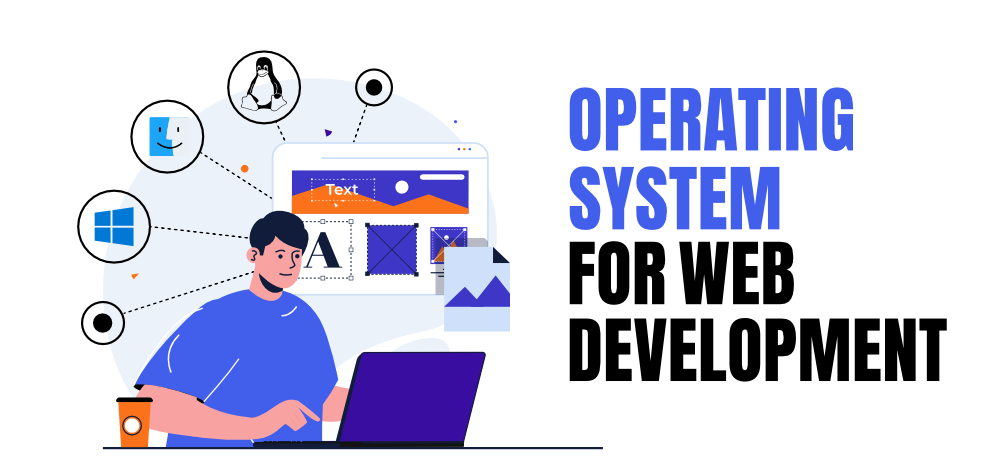 Text
A
OPERATING
SYSTEM
FOR WEB
DEVELOPMENT